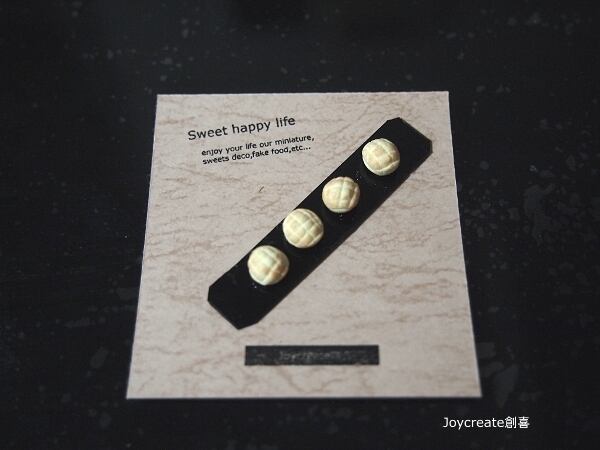 Sweet happy life
enjoy your life our miniature,
sweets deco,fake food,etc...
Joycreate創喜